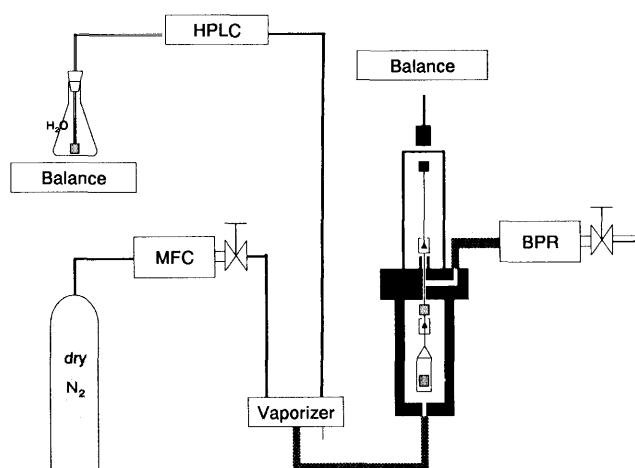 HPLC
Balance
H₂O
Balance
MFC
BPR
dry
N₂
Vaporizer